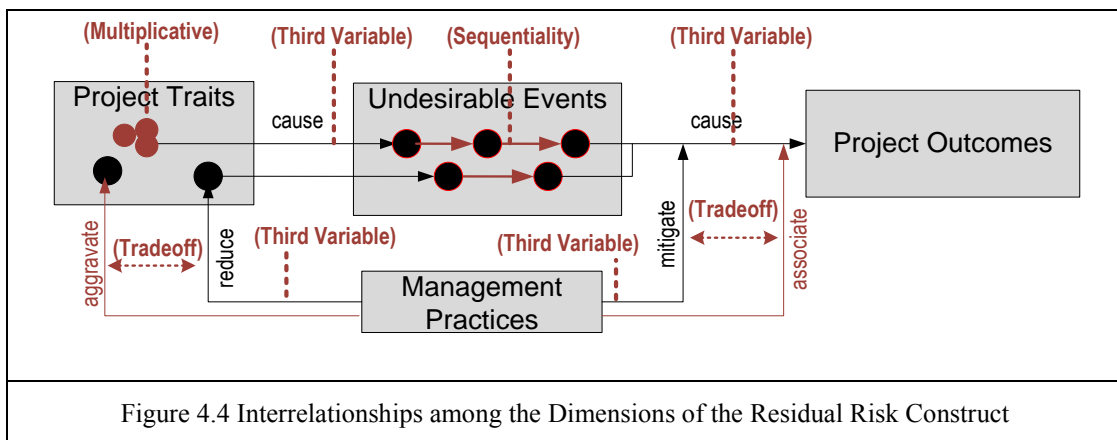 (Multiplicative)
(Third Variable)
(Sequentiality)
(Third Variable)
Project Traits
Undesirable Events
cause
cause
Project Outcomes
aggravate
(Tradeoff)
reduce
(Third Variable)
(Third Variable)
mitigate
(Tradeoff)
associate
Management
Practices
Figure 4.4 Interrelationships among the Dimensions of the Residual Risk Construct